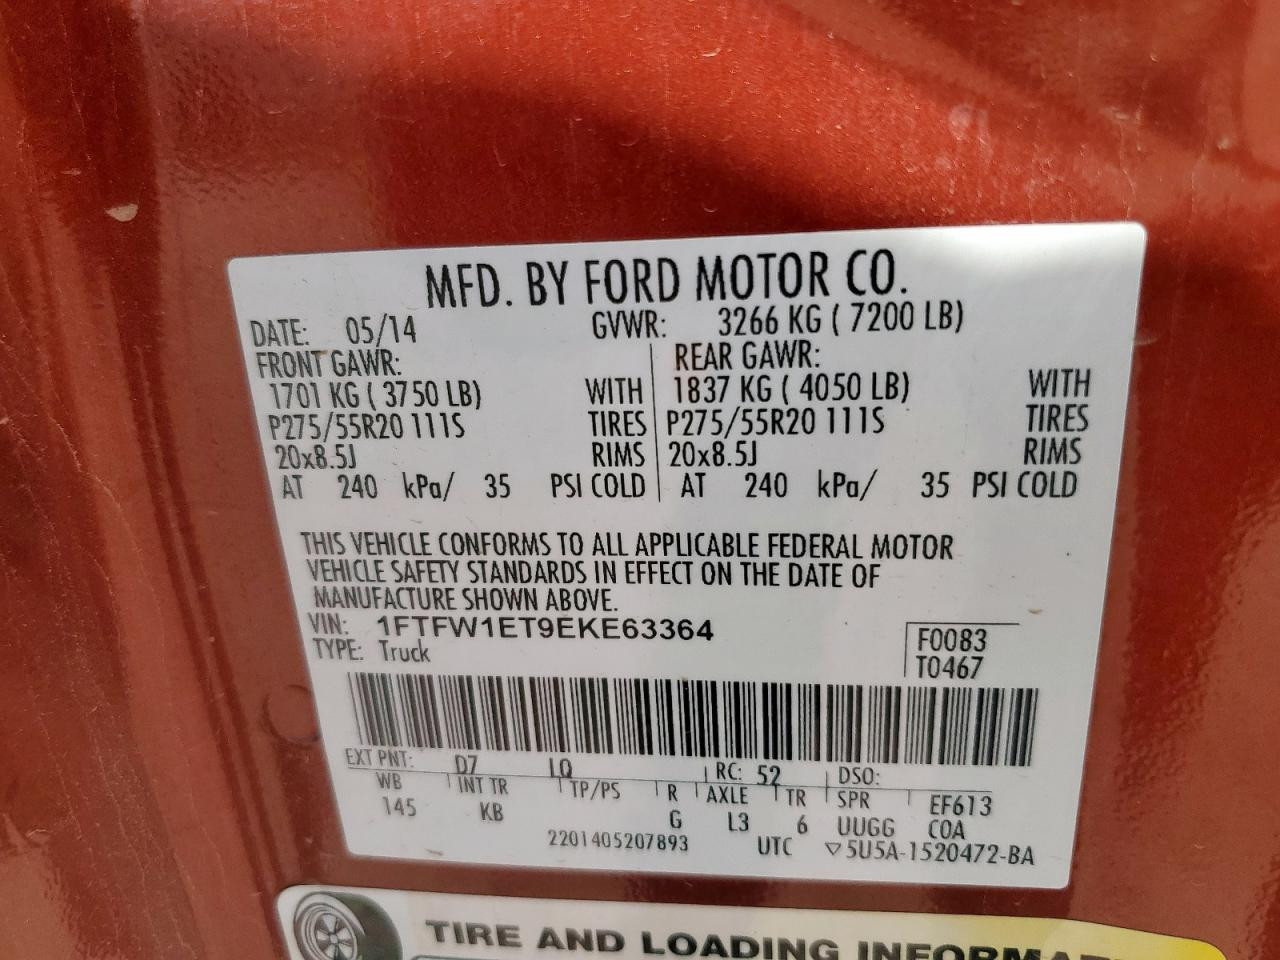 MFD. BY FORD MOTOR CO.
DATE: 05/14 GVWR: 3266 KG ( 7200 LB)
FRONT GAWR: REAR GAWR:
1701 KG ( 3750 LB) WITH 1837 KG ( 4050 LB) WITH
P275/55R20 111S TIRES P275/55R20 111S TIRES
20x8.5J RIMS 20x8.5J RIMS
AT 240 kPa/ 35 PSI COLD AT 240 kPa/ 35 PSI COLD
THIS VEHICLE CONFORMS TO ALL APPLICABLE FEDERAL MOTOR
VEHICLE SAFETY STANDARDS IN EFFECT ON THE DATE OF
MANUFACTURE SHOWN ABOVE.
VIN: 1FTFW1ET9EKE63364 F0083
TYPE: Truck T0467
EXT PNT: D7 LQ RC: 52 DSO:
WB INT TR TP/PS R AXLE TR SPR EF613
145 KB G L3 6 UUGG COA
2201405207893 UTC ▽5U5A-1520472-BA
TIRE AND LOADING INFORMAT